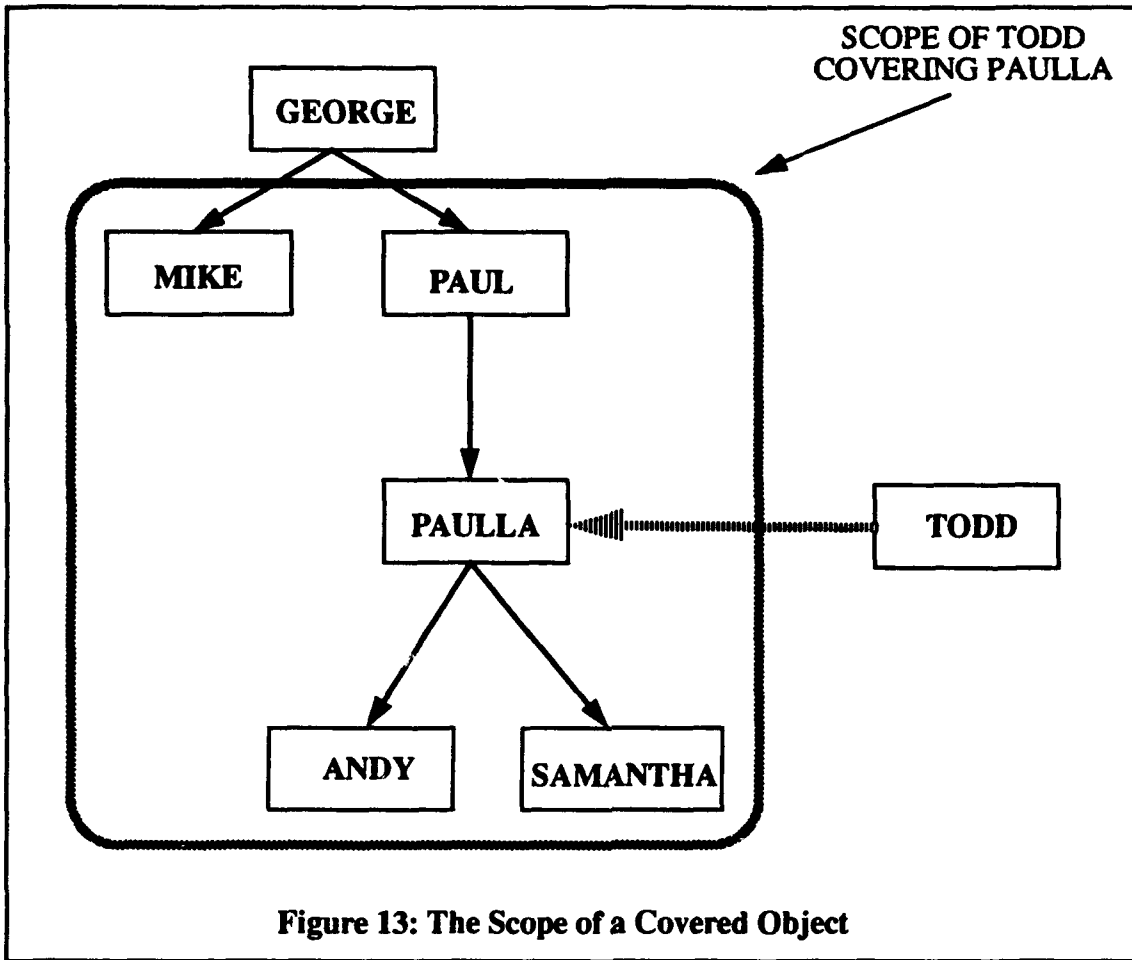 SCOPE OF TODD
COVERING PAULLA
GEORGE
MIKE
PAUL
PAULLA
TODD
ANDY
SAMANTHA
Figure 13: The Scope of a Covered Object